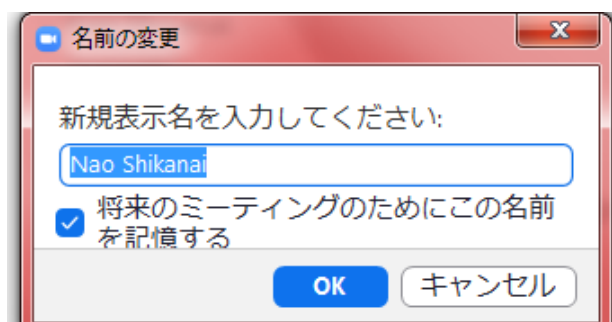 名前の変更
新規表示名を入力してください:
Nao Shikanai
将来のミーティングのためにこの名前
を記憶する
OK
キャンセル